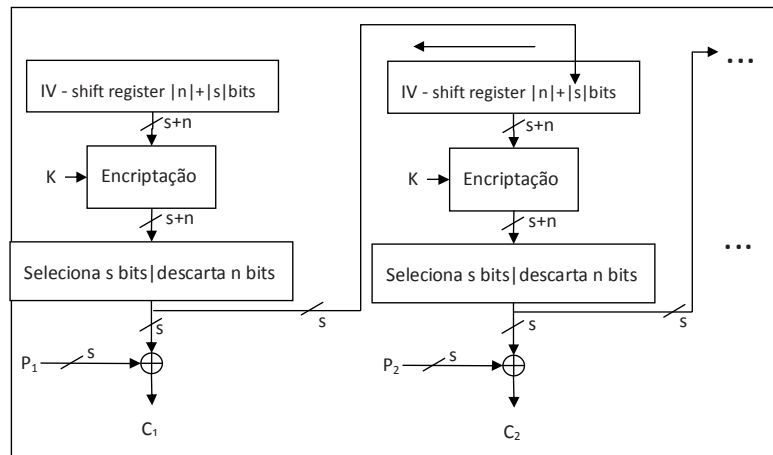 IV - shift register |n|+|s|bits
s+n
K
Encriptação
s+n
Seleciona s bits|descarta n bits
s
s
P₁
s
C₁
IV - shift register |n|+|s|bits
s+n
K
Encriptação
s+n
Seleciona s bits|descarta n bits
s
s
P₂
s
C₂
...
...